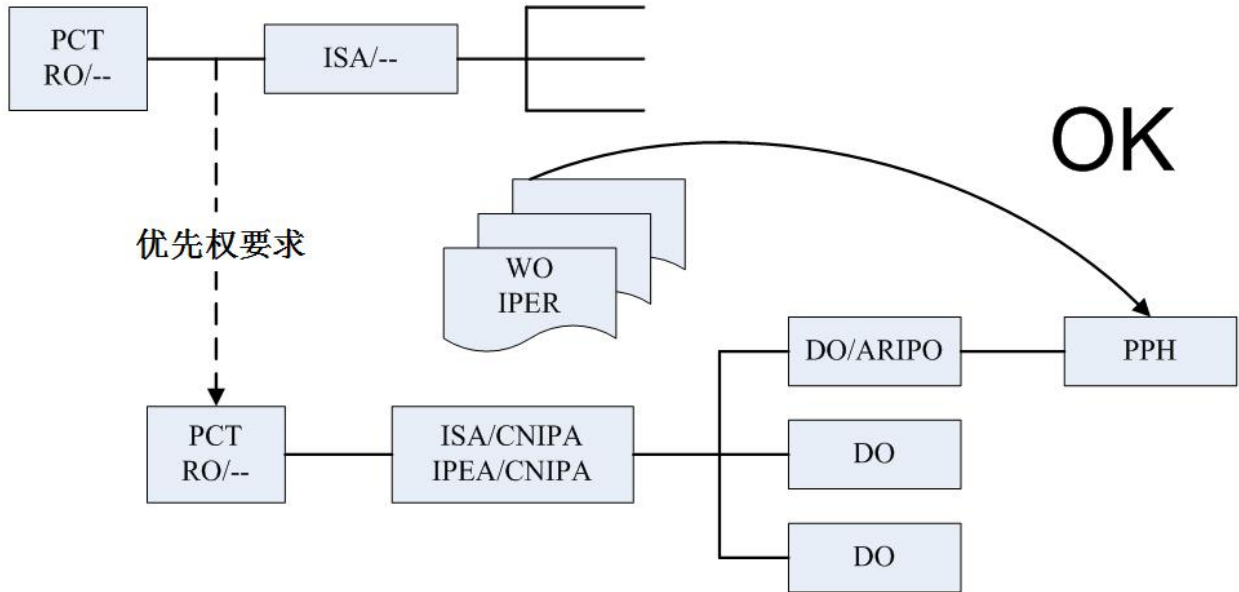 PCT
RO/--
ISA/--
OK
优先权要求
WO
IPER
DO/ARIPO
PPH
PCT
RO/--
ISA/CNIPA
IPEA/CNIPA
DO
DO